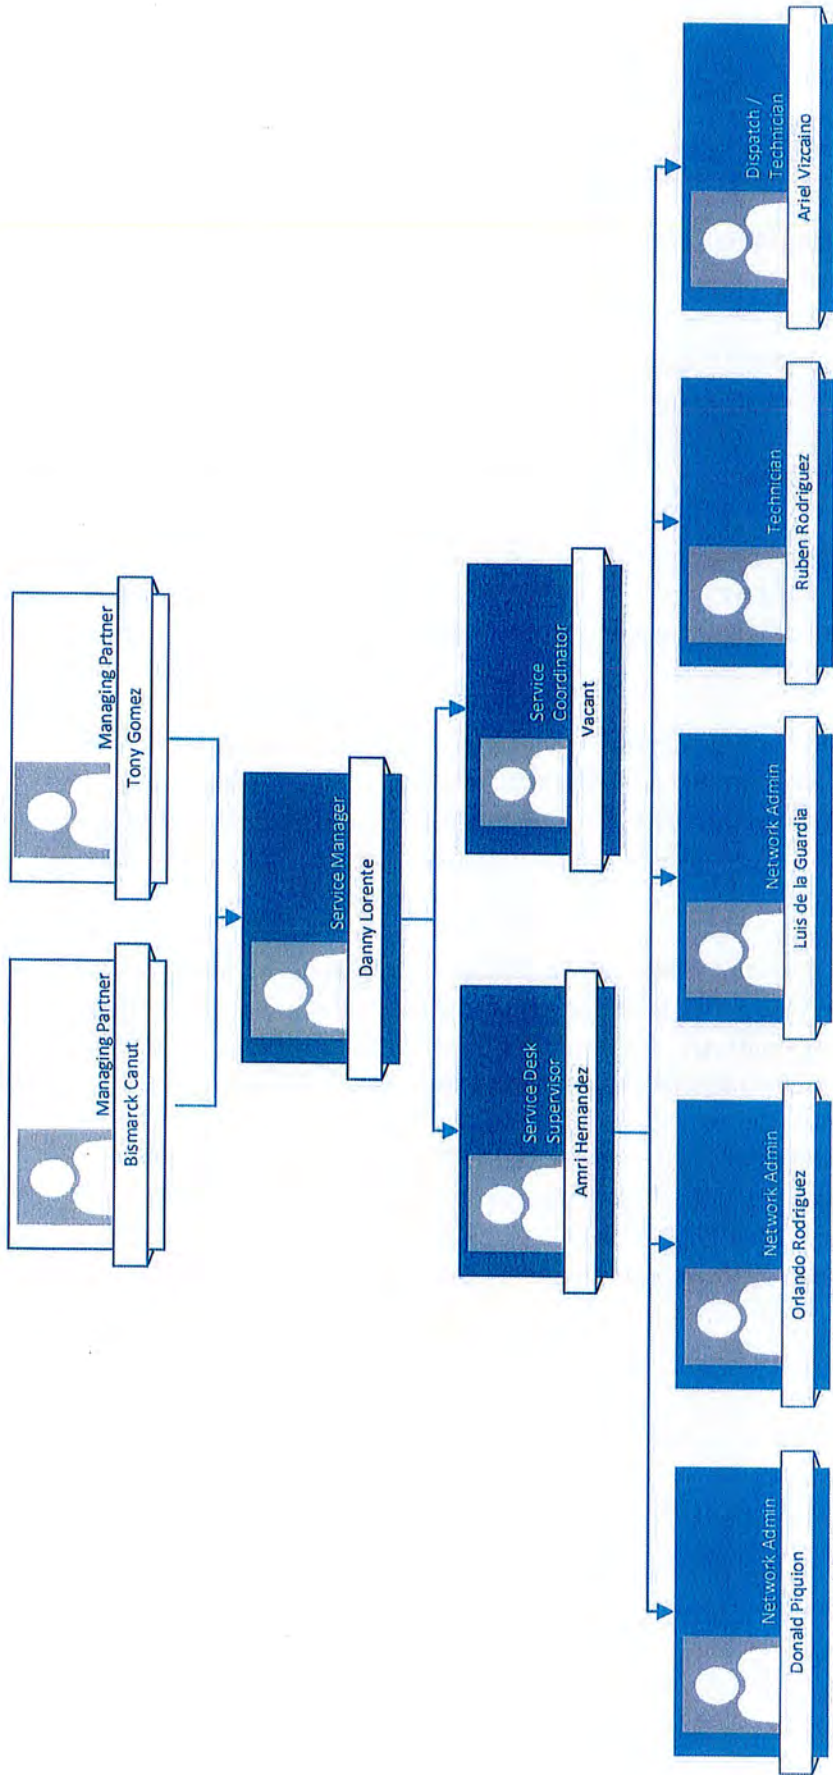 Managing Partner
Bismarck Canut
Managing Partner
Tony Gomez
Service Manager
Danny Lorente
Service Desk
Supervisor
Amri Hernandez
Service
Coordinator
Vacant
Network Admin
Donald Piquion
Network Admin
Orlando Rodriguez
Network Admin
Luis de la Guardia
Technician
Ruben Rodriguez
Dispatch /
Technician
Ariel Vizcaino